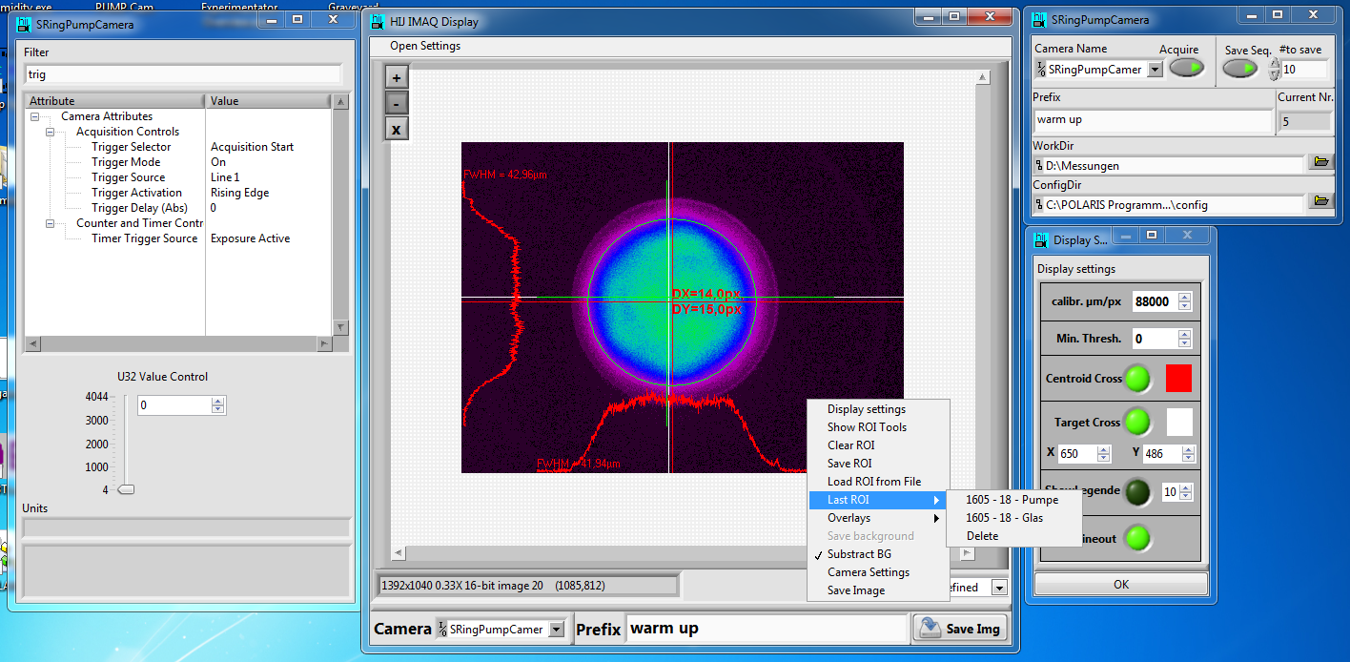 midity.exe
PUMP Cam
Experimentator
Graveyard
SRingPumpCamera
Filter
trig
Attribute Value
Camera Attributes
Acquisition Controls
Trigger Selector Acquisition Start
Trigger Mode On
Trigger Source Line1
Trigger Activation Rising Edge
Trigger Delay (Abs) 0
Counter and Timer Contr
Timer Trigger Source Exposure Active
U32 Value Control
4044
3000
2000
1000
4
0
Units
HIJ IMAQ Display
Open Settings
+
-
x
FWHM = 42,96µm
DX=14,0px
DY=15,0px
FWHM = 41,94µm
Display settings
Show ROI Tools
Clear ROI
Save ROI
Load ROI from File
Last ROI
Overlays
Save background
✓ Substract BG
Camera Settings
Save Image
1605 - 18 - Pumpe
1605 - 18 - Glas
Delete
1392x1040 0.33X 16-bit image 20 (1085,812)
efined
Camera SRingPumpCamer Prefix warm up Save Img
SRingPumpCamera
Camera Name Acquire Save Seq. #to save
SRingPumpCamer 10
Prefix Current Nr.
warm up 5
WorkDir
D:\Messungen
ConfigDir
C:\POLARIS Programm...\config
Display S...
Display settings
calibr. µm/px 88000
Min. Thresh. 0
Centroid Cross
Target Cross
X 650 Y 486
egende 10
ineout
OK